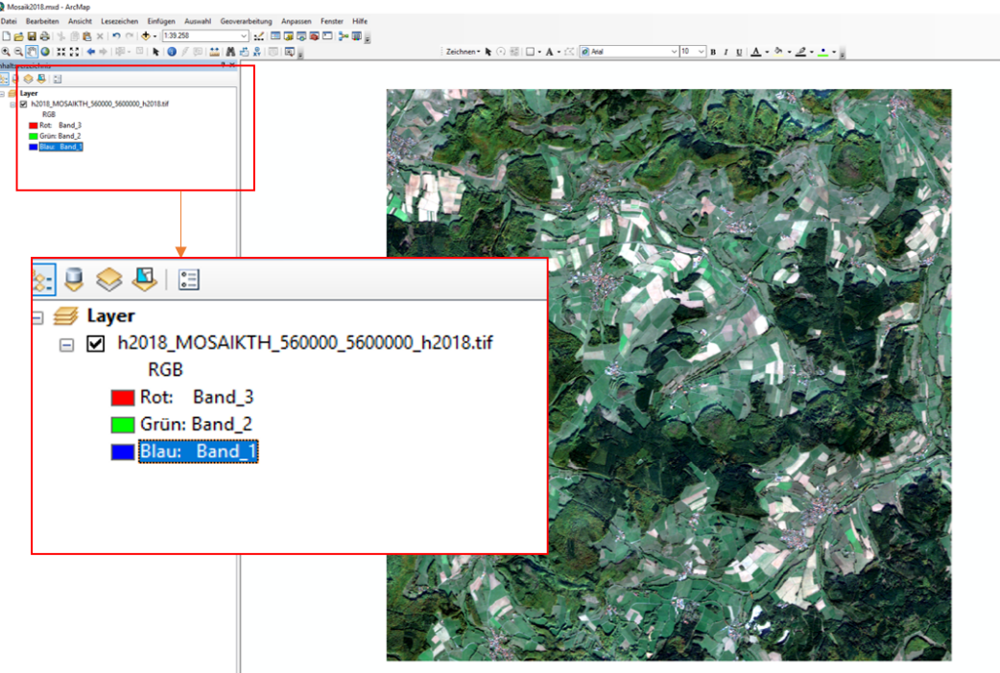 Mosaik2018.mxd - ArcMap
Datei Bearbeiten Ansicht Lesezeichen Einfügen Auswahl Geoverarbeitung Anpassen Fenster Hilfe
1:39.258
Zeichnen A Arial 10 B I U A
Layer
h2018_MOSAIKTH_560000_5600000_h2018.tif
RGB
Rot: Band_3
Grün: Band_2
Blau: Band_1
Layer
h2018_MOSAIKTH_560000_5600000_h2018.tif
RGB
Rot: Band_3
Grün: Band_2
Blau: Band_1